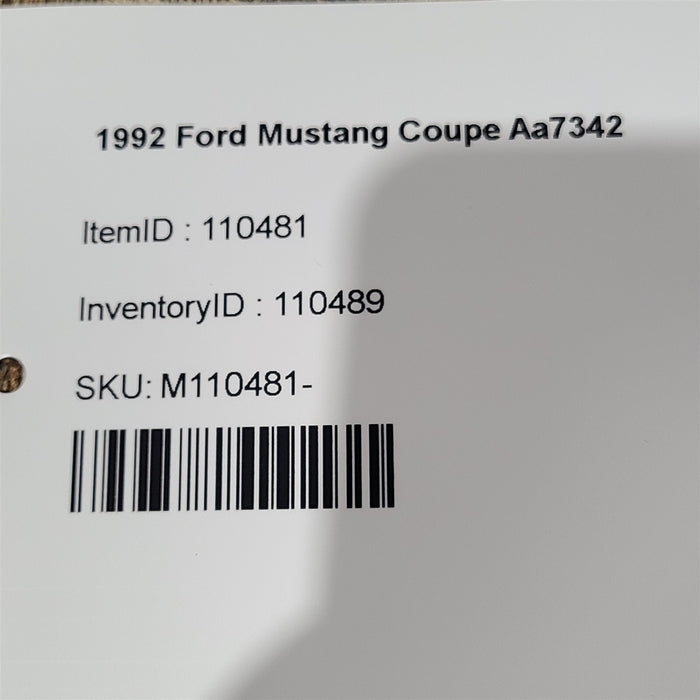 1992 Ford Mustang Coupe Aa7342
ItemID : 110481
InventoryID : 110489
SKU: M110481-